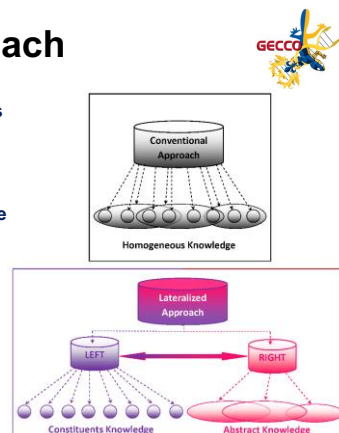 ach
GECCO
s
e
Conventional
Approach
Homogeneous Knowledge
Lateralized
Approach
LEFT
RIGHT
Constituents Knowledge
Abstract Knowledge